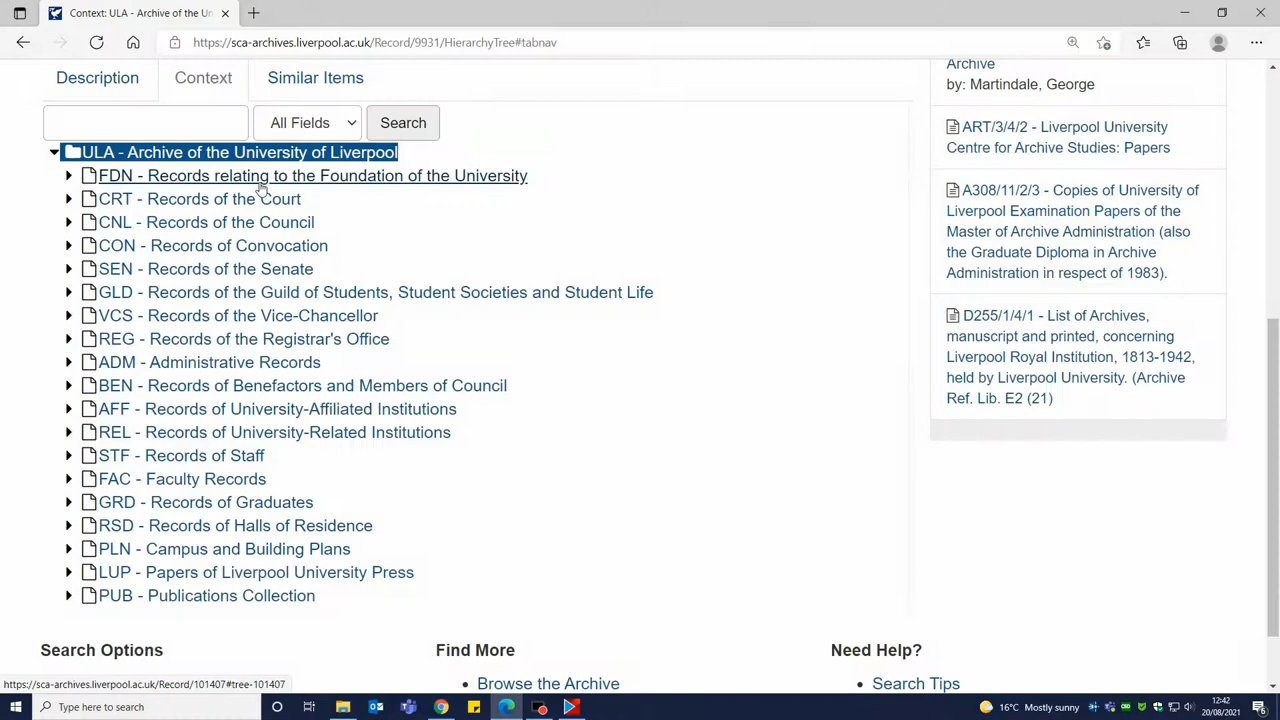 Context: ULA - Archive of the Un
https://sca-archives.liverpool.ac.uk/Record/9931/HierarchyTree#tabnav
Description
Context
Similar Items
All Fields
Search
ULA - Archive of the University of Liverpool
FDN - Records relating to the Foundation of the University
CRT - Records of the Court
CNL - Records of the Council
CON - Records of Convocation
SEN - Records of the Senate
GLD - Records of the Guild of Students, Student Societies and Student Life
VCS - Records of the Vice-Chancellor
REG - Records of the Registrar's Office
ADM - Administrative Records
BEN - Records of Benefactors and Members of Council
AFF - Records of University-Affiliated Institutions
REL - Records of University-Related Institutions
STF - Records of Staff
FAC - Faculty Records
GRD - Records of Graduates
RSD - Records of Halls of Residence
PLN - Campus and Building Plans
LUP - Papers of Liverpool University Press
PUB - Publications Collection
Archive
by: Martindale, George
ART/3/4/2 - Liverpool University
Centre for Archive Studies: Papers
A308/11/2/3 - Copies of University of
Liverpool Examination Papers of the
Master of Archive Administration (also
the Graduate Diploma in Archive
Administration in respect of 1983).
D255/1/4/1 - List of Archives,
manuscript and printed, concerning
Liverpool Royal Institution, 1813-1942,
held by Liverpool University. (Archive
Ref. Lib. E2 (21)
Search Options
Find More
Need Help?
Browse the Archive
Search Tips
https://sca-archives.liverpool.ac.uk/Record/101407#tree-101407
Type here to search
16°C Mostly sunny
12:42
20/08/2021